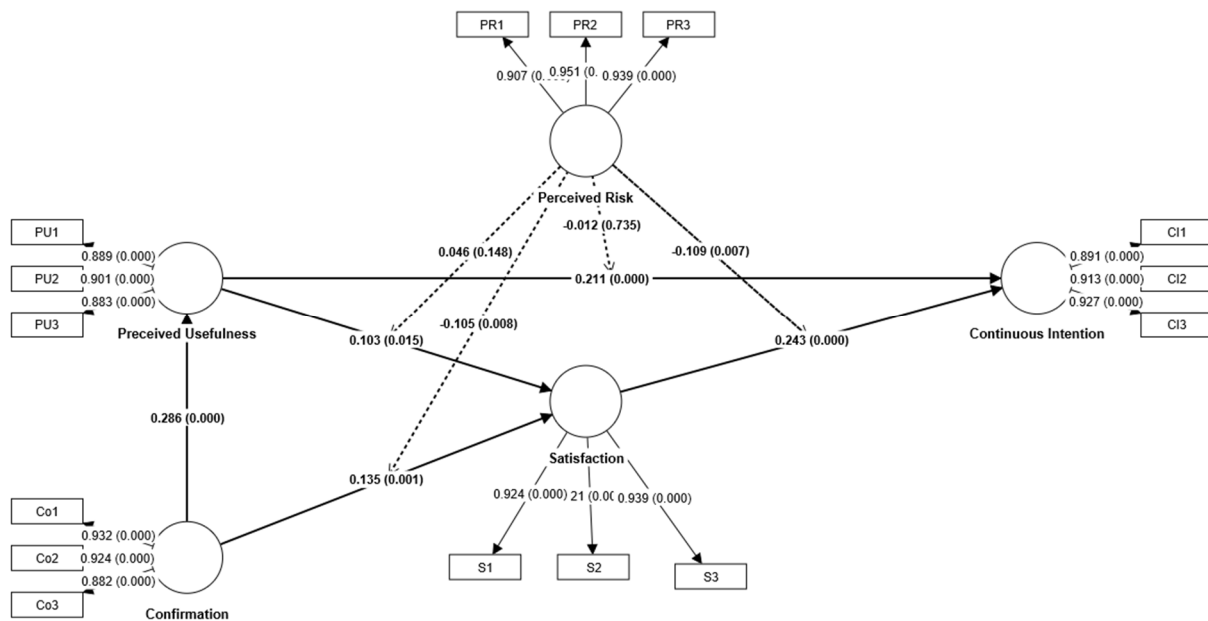 PR1
PR2
PR3
0.907 (0.
0.951 (0.
0.939 (0.000)
Perceived Risk
-0.012 (0.735)
0.046 (0.148)
-0.109 (0.007)
PU1
PU2
PU3
0.889 (0.000)
0.901 (0.000)
0.883 (0.000)
Preceived Usefulness
0.211 (0.000)
CI1
CI2
CI3
0.891 (0.000)
0.913 (0.000)
0.927 (0.000)
Continuous Intention
-0.105 (0.008)
0.103 (0.015)
0.243 (0.000)
0.286 (0.000)
Satisfaction
0.135 (0.001)
0.924 (0.000)
21 (0.00
0.939 (0.000)
S1
S2
S3
Co1
Co2
Co3
0.932 (0.000)
0.924 (0.000)
0.882 (0.000)
Confirmation